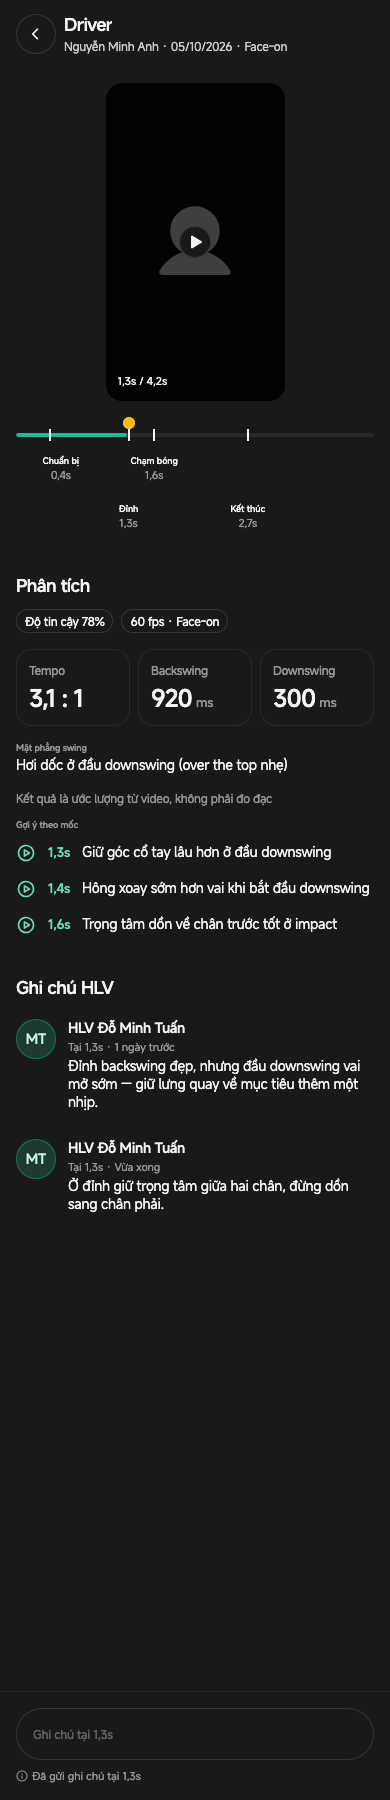 Driver
Nguyễn Minh Anh · 05/10/2026 · Face-on
1,3s / 4,2s
Chuẩn bị
0,4s
Chạm bóng
1,6s
Đỉnh
1,3s
Kết thúc
2,7s
Phân tích
Độ tin cậy 78%
60 fps · Face-on
Tempo
3,1 : 1
Backswing
920 ms
Downswing
300 ms
Mặt phẳng swing
Hơi dốc ở đầu downswing (over the top nhẹ)
Kết quả là ước lượng từ video, không phải đo đạc
Gợi ý theo mốc
1,3s Giữ góc cổ tay lâu hơn ở đầu downswing
1,4s Hông xoay sớm hơn vai khi bắt đầu downswing
1,6s Trọng tâm dồn về chân trước tốt ở impact
Ghi chú HLV
MT
HLV Đỗ Minh Tuấn
Tại 1,3s · 1 ngày trước
Đỉnh backswing đẹp, nhưng đầu downswing vai
mở sớm — giữ lưng quay về mục tiêu thêm một
nhịp.
MT
HLV Đỗ Minh Tuấn
Tại 1,3s · Vừa xong
Ở đỉnh giữ trọng tâm giữa hai chân, đừng dồn
sang chân phải.
Ghi chú tại 1,3s
Đã gửi ghi chú tại 1,3s